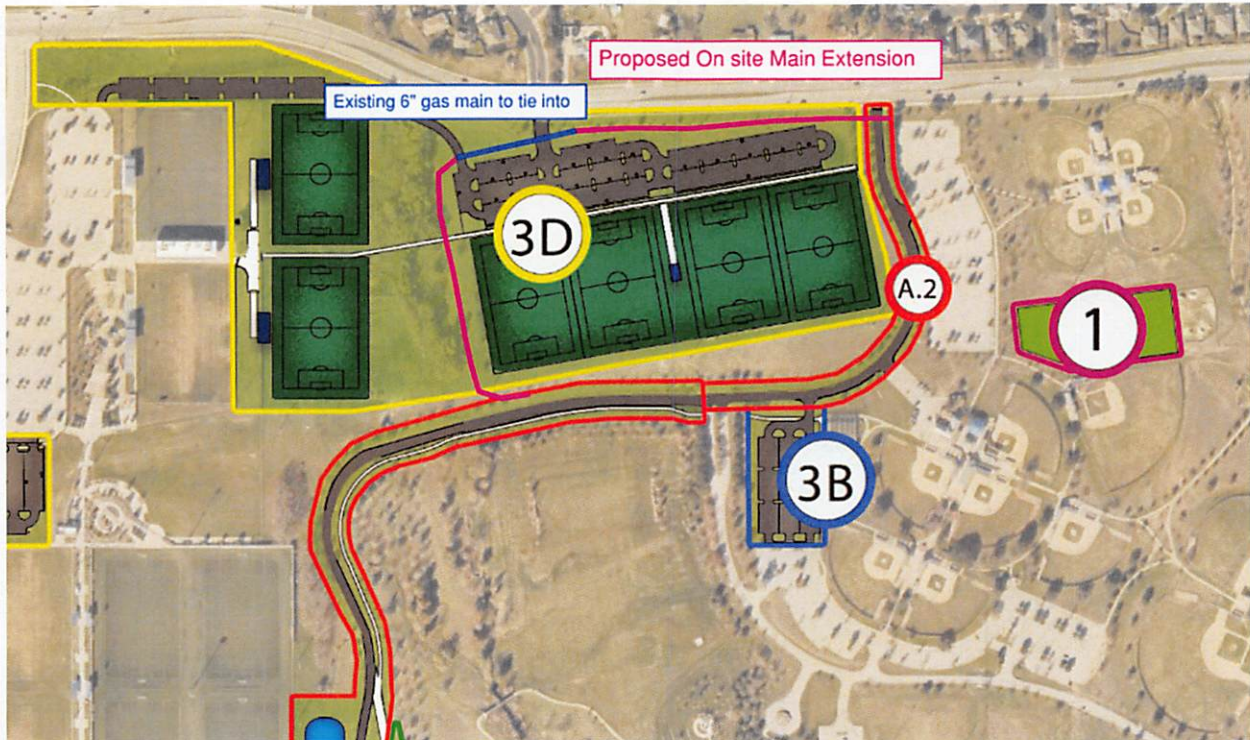 Proposed On site Main Extension
Existing 6" gas main to tie into
3D
A.2
1
3B